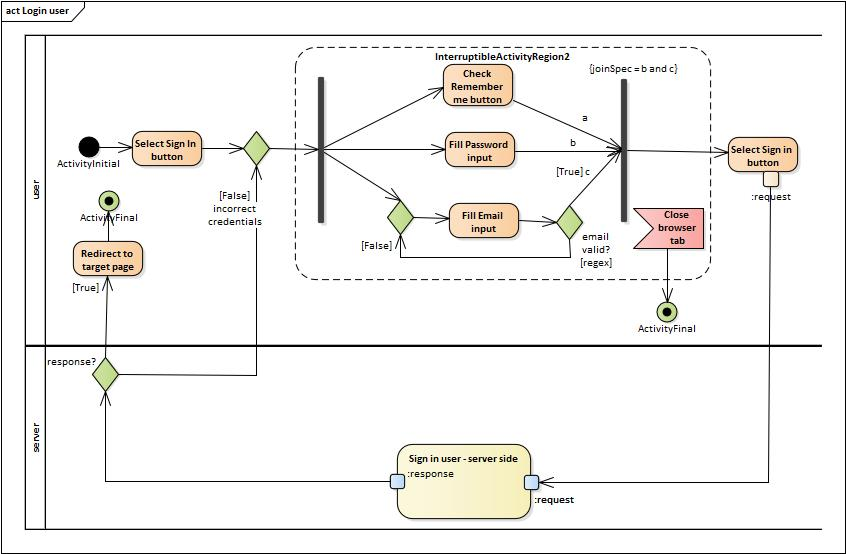 act Login user
user
InterruptibleActivityRegion2
Check
Remember
me button
{joinSpec = b and c}
a
ActivityInitial
Select Sign In
button
Fill Password
input
b
Select Sign in
button
:request
[True] c
[False]
incorrect
credentials
ActivityFinal
Fill Email
input
[False]
email
valid?
[regex]
Close
browser
tab
Redirect to
target page
[True]
ActivityFinal
server
response?
Sign in user - server side
:response
:request